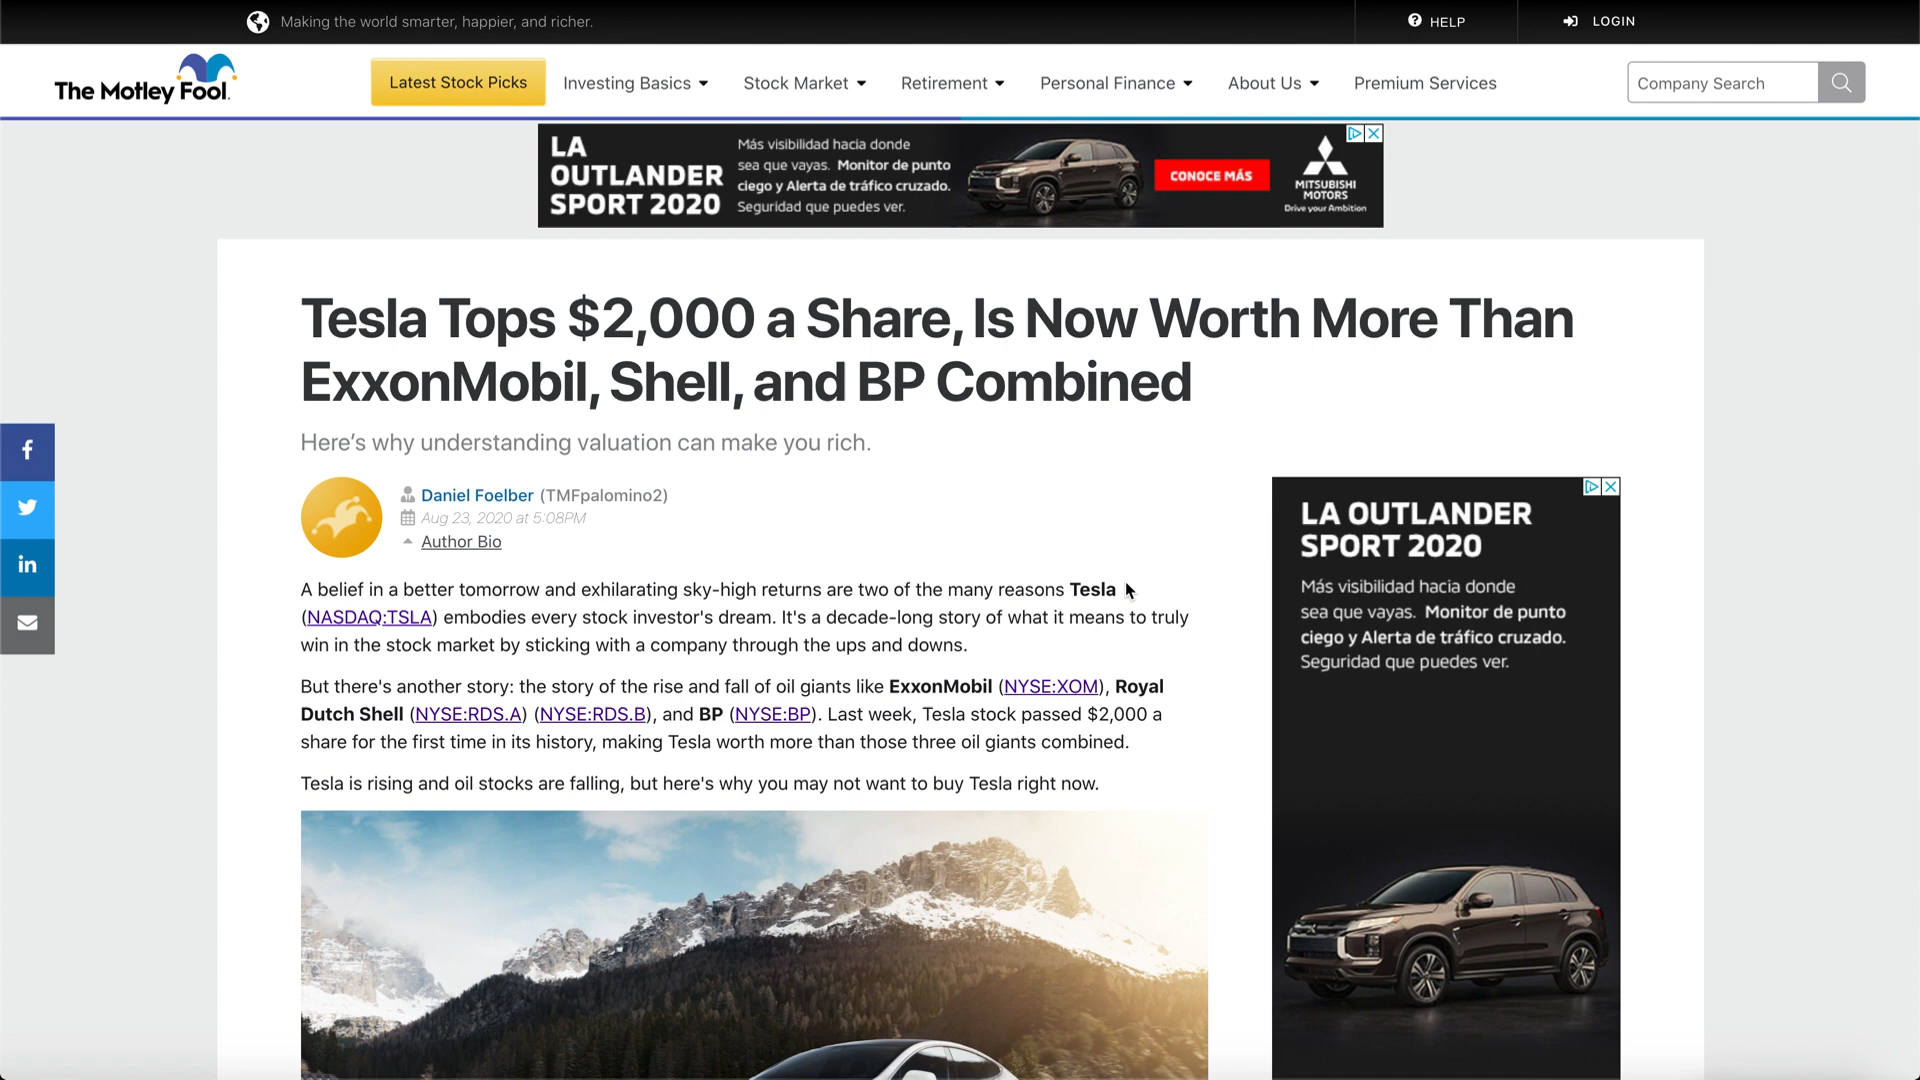 Making the world smarter, happier, and richer.
HELP
LOGIN
The Motley Fool.
Latest Stock Picks
Investing Basics
Stock Market
Retirement
Personal Finance
About Us
Premium Services
Company Search
LA
OUTLANDER
SPORT 2020
Más visibilidad hacia donde
sea que vayas. Monitor de punto
ciego y Alerta de tráfico cruzado.
Seguridad que puedes ver.
CONOCE MÁS
MITSUBISHI
MOTORS
Drive your Ambition
Tesla Tops $2,000 a Share, Is Now Worth More Than
ExxonMobil, Shell, and BP Combined
Here's why understanding valuation can make you rich.
Daniel Foelber (TMFpalomino2)
Aug 23, 2020 at 5:08PM
Author Bio
A belief in a better tomorrow and exhilarating sky-high returns are two of the many reasons Tesla
(NASDAQ:TSLA) embodies every stock investor's dream. It's a decade-long story of what it means to truly
win in the stock market by sticking with a company through the ups and downs.
But there's another story: the story of the rise and fall of oil giants like ExxonMobil (NYSE:XOM), Royal
Dutch Shell (NYSE:RDS.A) (NYSE:RDS.B), and BP (NYSE:BP). Last week, Tesla stock passed $2,000 a
share for the first time in its history, making Tesla worth more than those three oil giants combined.
Tesla is rising and oil stocks are falling, but here's why you may not want to buy Tesla right now.
LA OUTLANDER
SPORT 2020
Más visibilidad hacia donde
sea que vayas. Monitor de punto
ciego y Alerta de tráfico cruzado.
Seguridad que puedes ver.